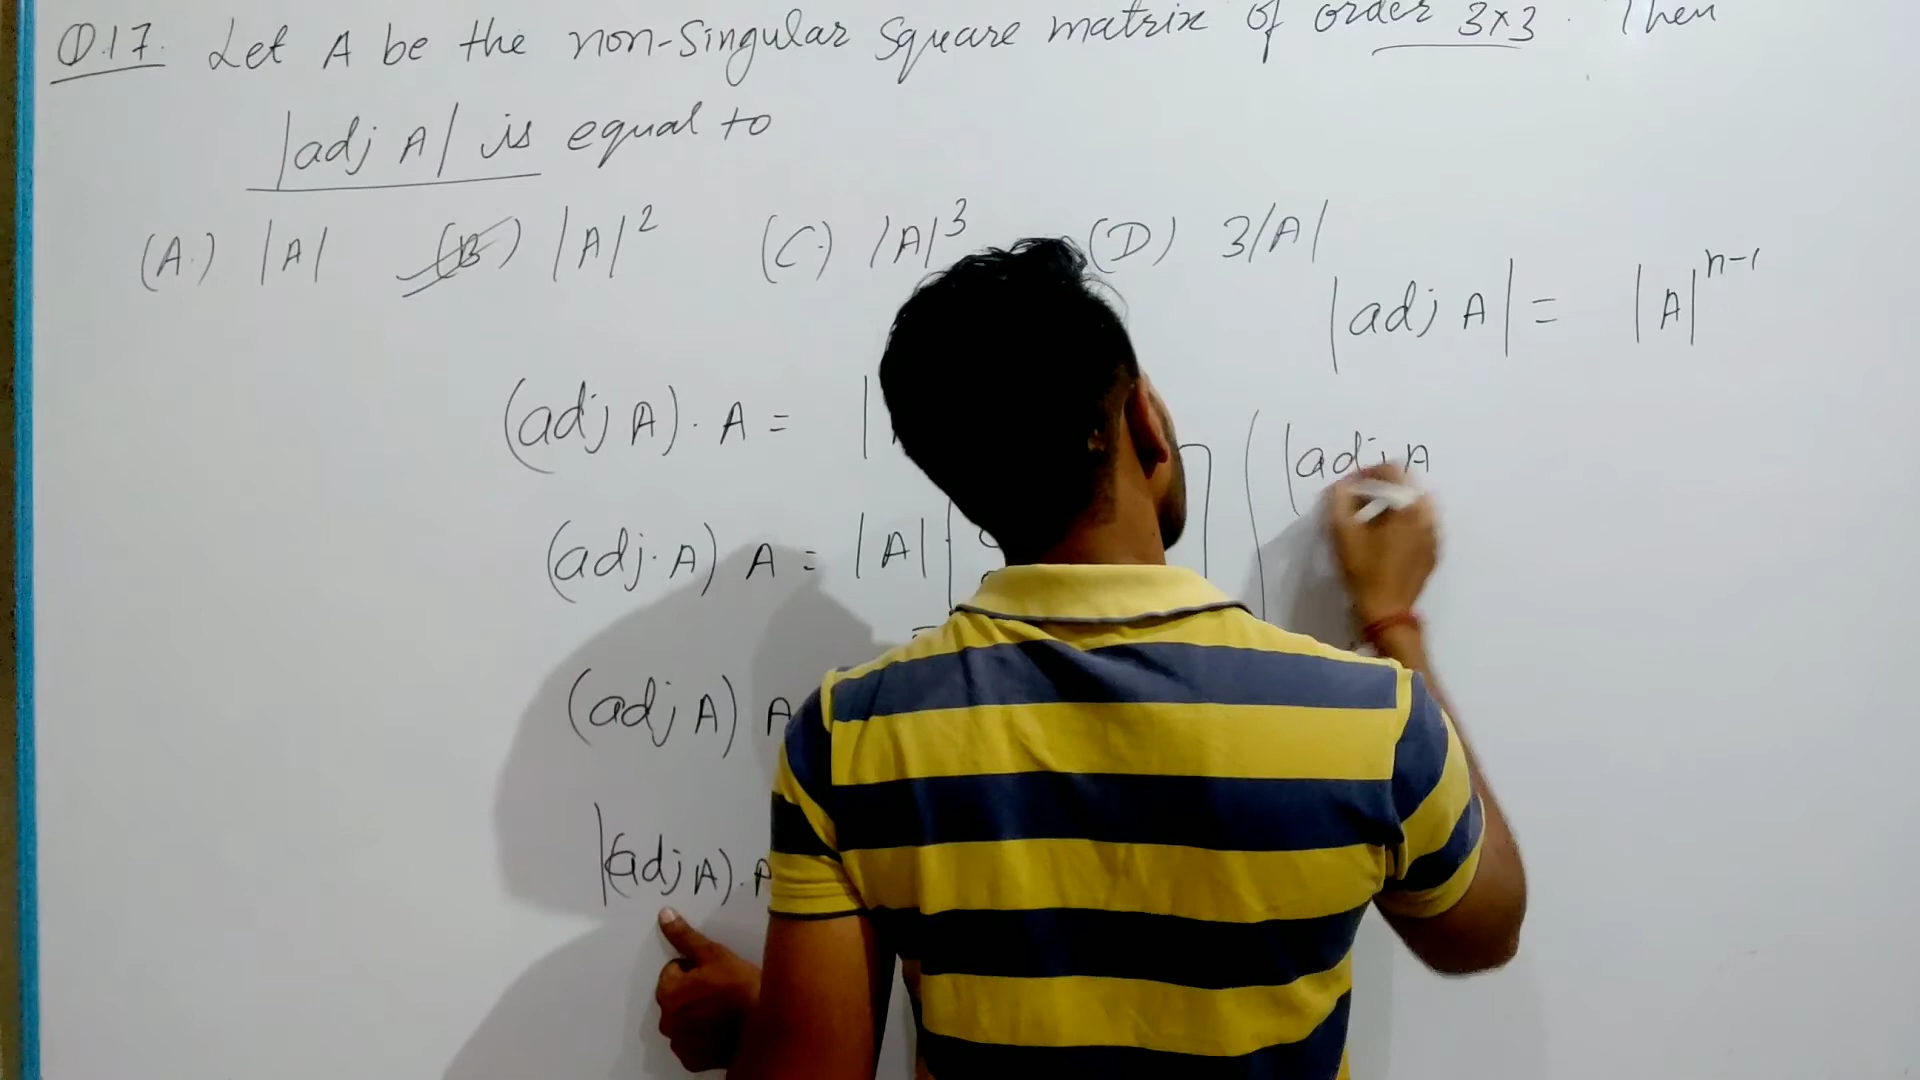 Q.17. Let A be the non-singular square matrix of order 3×3. Then
|adj A| is equal to
(A.) |A| (B) |A|² (C.) |A|³ (D) 3|A|
|adj A| = |A|ⁿ⁻¹
(adj A). A = |
|adj A
(adj. A) A = |A|
(adj A) A
|(adj A). A